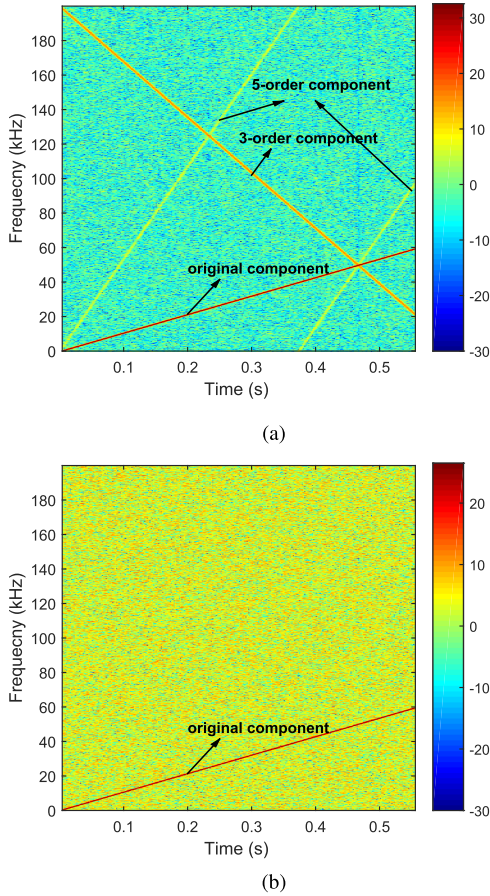 180
160
140
120
100
80
60
40
20
0
Frequecny (kHz)
5-order component
3-order component
original component
0.1 0.2 0.3 0.4 0.5
Time (s)
30
20
10
0
-10
-20
-30
(a)
180
160
140
120
100
80
60
40
20
0
Frequecny (kHz)
original component
0.1 0.2 0.3 0.4 0.5
Time (s)
20
10
0
-10
-20
-30
(b)